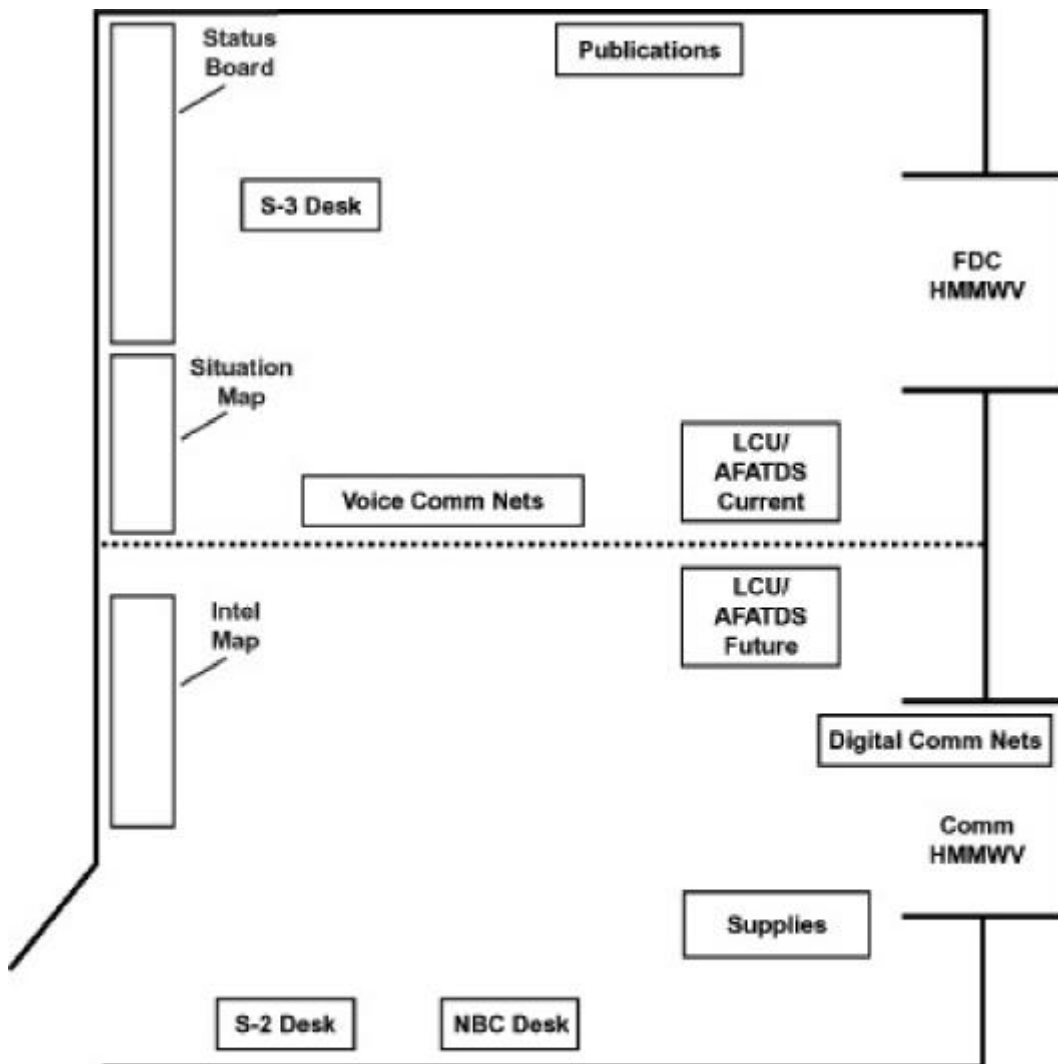 Status
Board
Publications
S-3 Desk
FDC
HMMWV
Situation
Map
LCU/
AFATDS
Current
Voice Comm Nets
LCU/
AFATDS
Future
Intel
Map
Digital Comm Nets
Comm
HMMWV
Supplies
S-2 Desk
NBC Desk